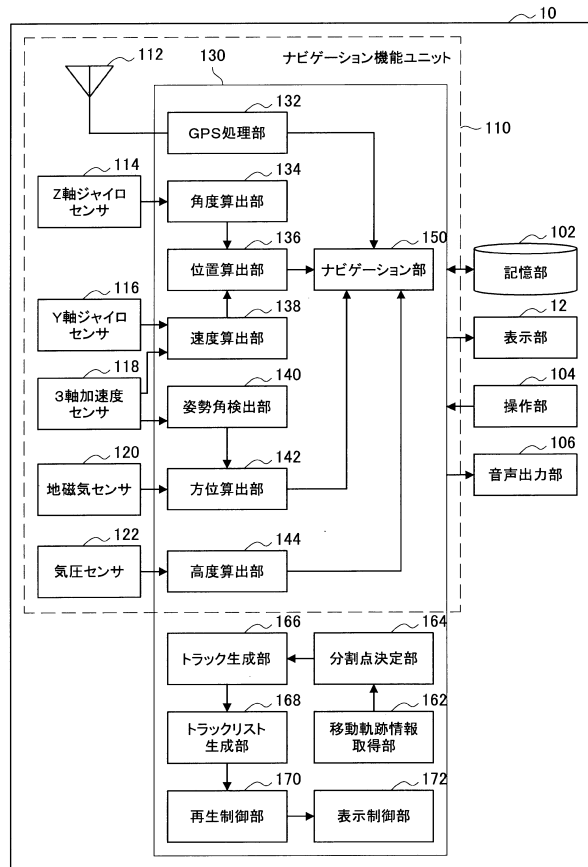 10
112
130
ナビゲーション機能ユニット
132
GPS処理部
110
114
134
Z軸ジャイロ
センサ
角度算出部
136
150
102
位置算出部
ナビゲーション部
記憶部
116
138
12
Y軸ジャイロ
センサ
速度算出部
表示部
118
140
104
3軸加速度
センサ
姿勢角検出部
操作部
120
142
106
地磁気センサ
方位算出部
音声出力部
122
144
気圧センサ
高度算出部
166
164
トラック生成部
分割点決定部
168
162
トラックリスト
生成部
移動軌跡情報
取得部
170
172
再生制御部
表示制御部